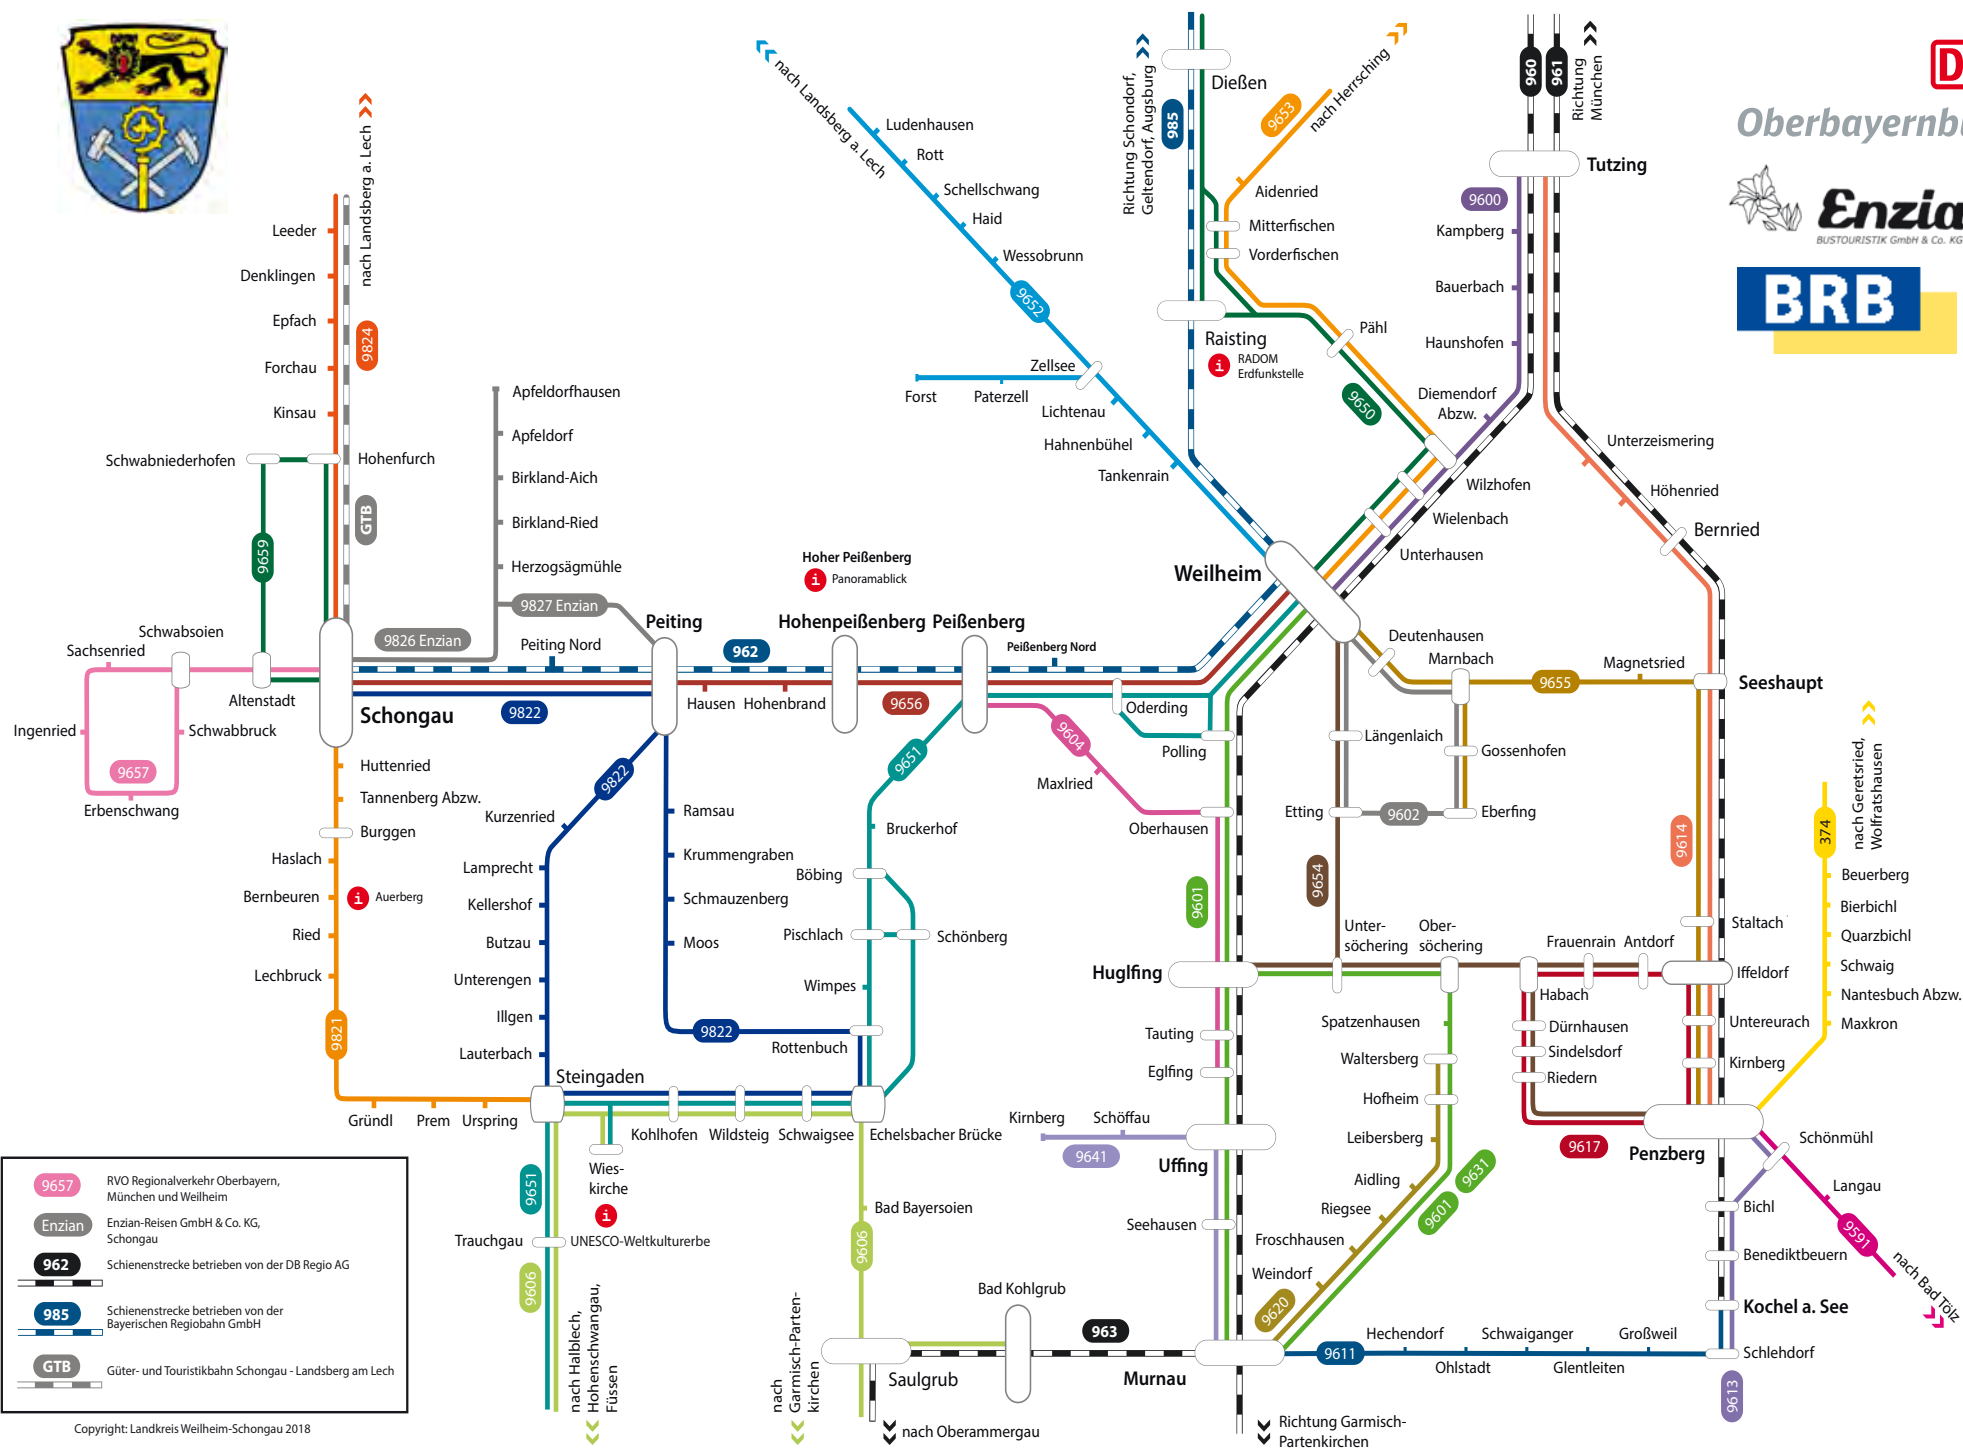 nach Landsberg a. Lech
Leeder
Denklingen
Epfach
Forchau
Kinsau
9824
Schwabniederhofen
Hohenfurch
GTB
9659
Apfeldorfhausen
Apfeldorf
Birkland-Aich
Birkland-Ried
Herzogsägmühle
9827 Enzian
9826 Enzian
nach Landsberg a. Lech
Ludenhausen
Rott
Schellschwang
Haid
Wessobrunn
9652
Zellsee
Forst
Paterzell
Lichtenau
Hahnenbühel
Tankenrain
Richtung Schondorf,
Geltendorf, Augsburg
985
Dießen
9653
nach Herrsching
Aidenried
Mitterfischen
Vorderfischen
Raisting
i
RADOM
Erdfunkstelle
Pähl
9650
960
961
Richtung
München
Tutzing
9600
Kampberg
Bauerbach
Haunshofen
Diemendorf
Abzw.
Wilzhofen
Wielenbach
Unterhausen
Unterzeismering
Höhenried
Bernried
D
Oberbayernb
Enzia
BUSTOURISTIK GmbH & Co. KG
BRB
Schwabsoien
Sachsenried
Altenstadt
Ingenried
Schwabbruck
9657
Erbenschwang
Schongau
Peiting Nord
9822
Peiting
962
Hoher Peißenberg
i
Panoramablick
Hohenpeißenberg
Peißenberg
Hausen
Hohenbrand
9656
Peißenberg Nord
Oderding
Polling
Weilheim
Deutenhausen
Marnbach
9655
Magnetsried
Seeshaupt
Längenlaich
Gossenhofen
Etting
9602
Eberfing
9604
Maxlried
Oberhausen
9651
Bruckerhof
Böbing
Pischlach
Schönberg
Wimpes
Rottenbuch
Huttenried
Tannenberg Abzw.
Burggen
Haslach
Bernbeuren
i
Auerberg
Ried
Lechbruck
9821
Gründl
Prem
Urspring
9822
Kurzenried
Lamprecht
Kellershof
Butzau
Unterengen
Illgen
Lauterbach
Steingaden
Ramsau
Krummengraben
Schmauzenberg
Moos
9822
Kohlhofen
Wildsteig
Schwaigsee
Echelsbacher Brücke
Wies-
kirche
i
UNESCO-Weltkulturerbe
9651
Trauchgau
9606
nach Halblech,
Hohenschwangau,
Füssen
Bad Bayersoien
9606
nach
Garmisch-Parten-
kirchen
Saulgrub
nach Oberammergau
Bad Kohlgrub
963
Murnau
Richtung Garmisch-
Partenkirchen
9601
9654
Huglfing
Tauting
Eglfing
Kirnberg
Schöffau
9641
Uffing
Seehausen
Unter-
söchering
Ober-
söchering
Frauenrain
Antdorf
Habach
Dürnhausen
Sindelsdorf
Riedern
Spatzenhausen
Waltersberg
Hofheim
Leibersberg
Aidling
Riegsee
Froschhausen
Weindorf
9620
9601
9631
9614
Staltach
Iffeldorf
Untereurach
Kirnberg
9617
Penzberg
374
nach Geretsried,
Wolfratshausen
Beuerberg
Bierbichl
Quarzbichl
Schwaig
Nantesbuch Abzw.
Maxkron
Schönmühl
Langau
9591
nach Bad Tölz
Bichl
Benediktbeuern
Kochel a. See
Schlehdorf
9613
9611
Hechendorf
Ohlstadt
Schwaiganger
Glentleiten
Großweil
9657
RVO Regionalverkehr Oberbayern,
München und Weilheim
Enzian
Enzian-Reisen GmbH & Co. KG,
Schongau
962
Schienenstrecke betrieben von der DB Regio AG
985
Schienenstrecke betrieben von der
Bayerischen Regiobahn GmbH
GTB
Güter- und Touristikbahn Schongau - Landsberg am Lech
Copyright: Landkreis Weilheim-Schongau 2018